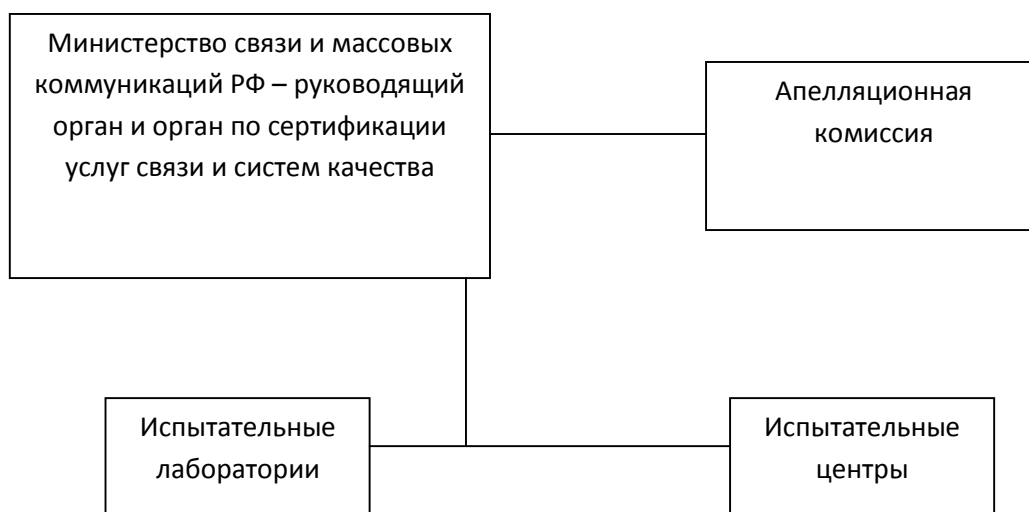 Министерство связи и массовых
коммуникаций РФ – руководящий
орган и орган по сертификации
услуг связи и систем качества
Апелляционная
комиссия
Испытательные
лаборатории
Испытательные
центры